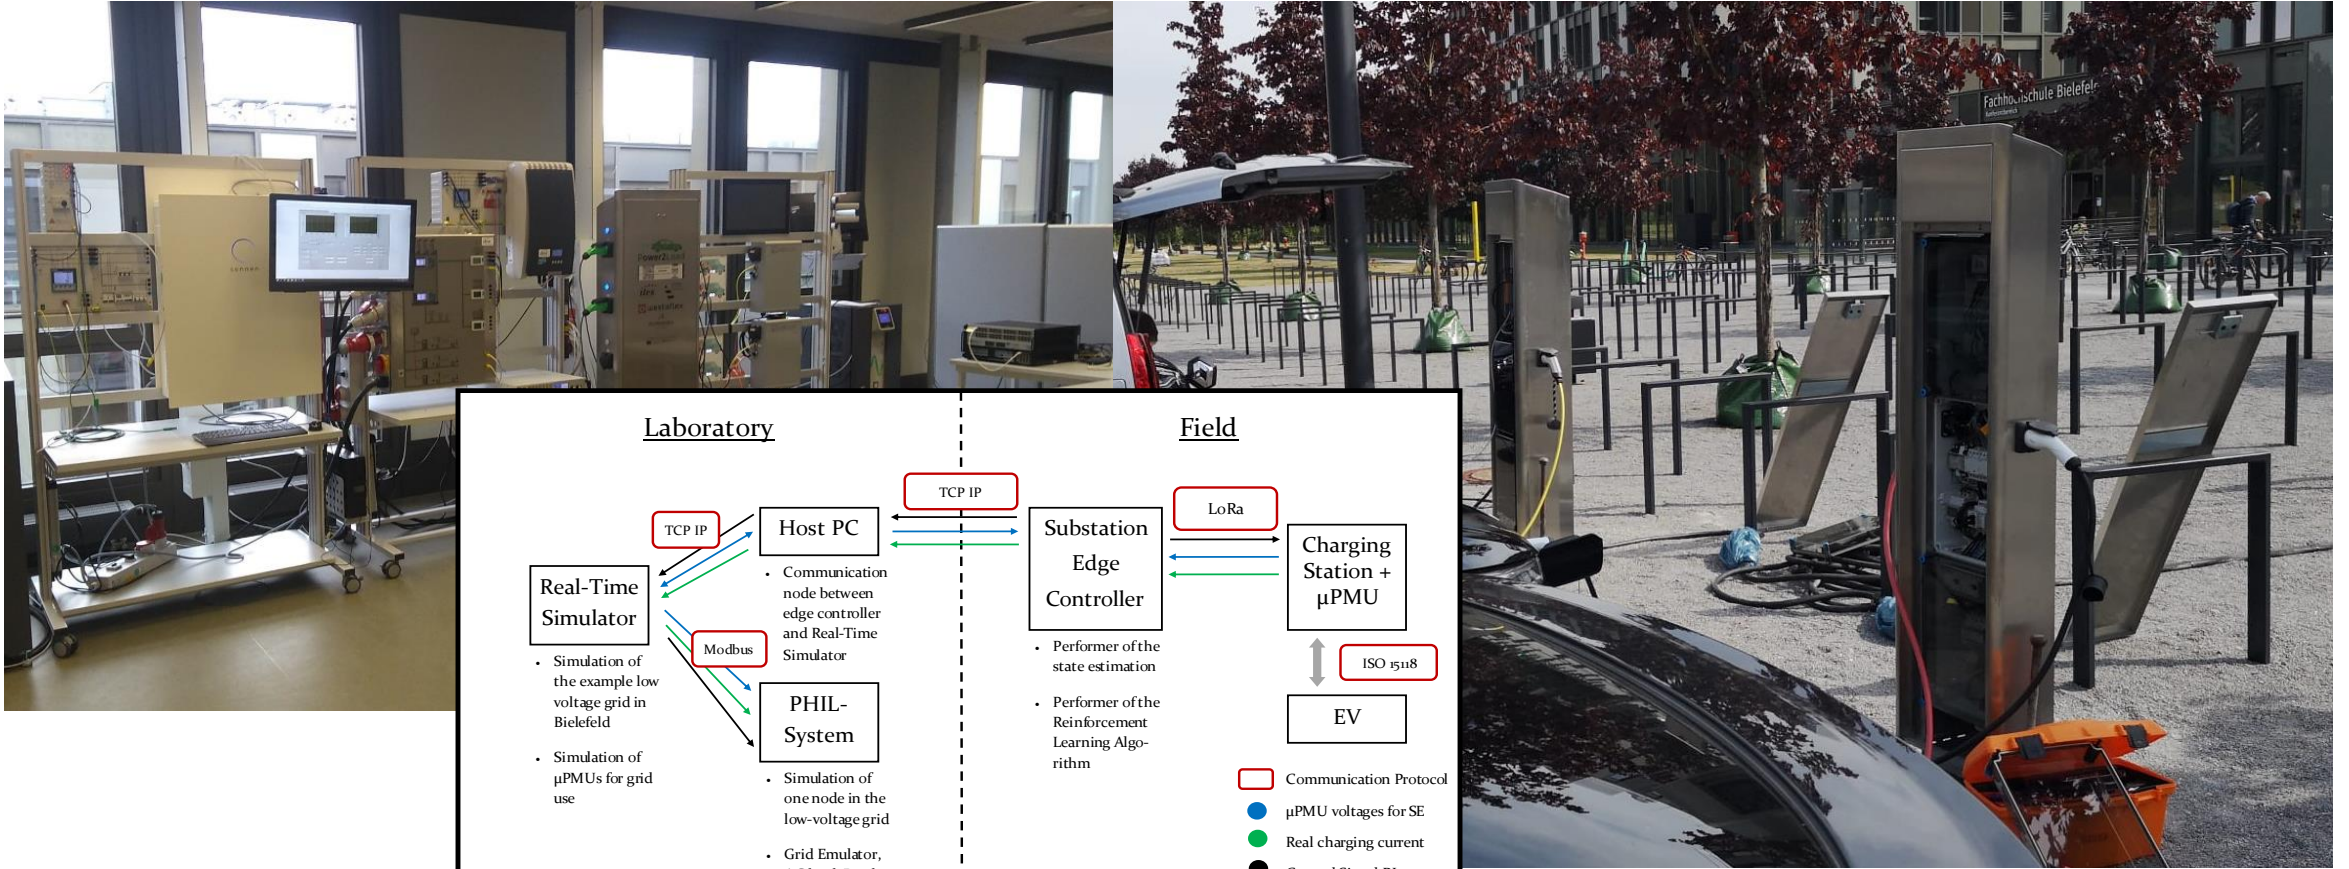 Fachhochschule Bielefeld
sonnen
Power2Load
westaflex
Laboratory
Field
TCP IP
LoRa
TCP IP
Host PC
Substation
Edge
Controller
Charging
Station +
µPMU
Real-Time
Simulator
• Communication
node between
edge controller
and Real-Time
Simulator
Modbus
• Performer of the
state estimation
ISO 15118
• Simulation of
the example low
voltage grid in
Bielefeld
PHIL-
System
• Performer of the
Reinforcement
Learning Algo-
rithm
EV
• Simulation of
µPMUs for grid
use
• Simulation of
one node in the
low-voltage grid
Communication Protocol
µPMU voltages for SE
Real charging current
• Grid Emulator,